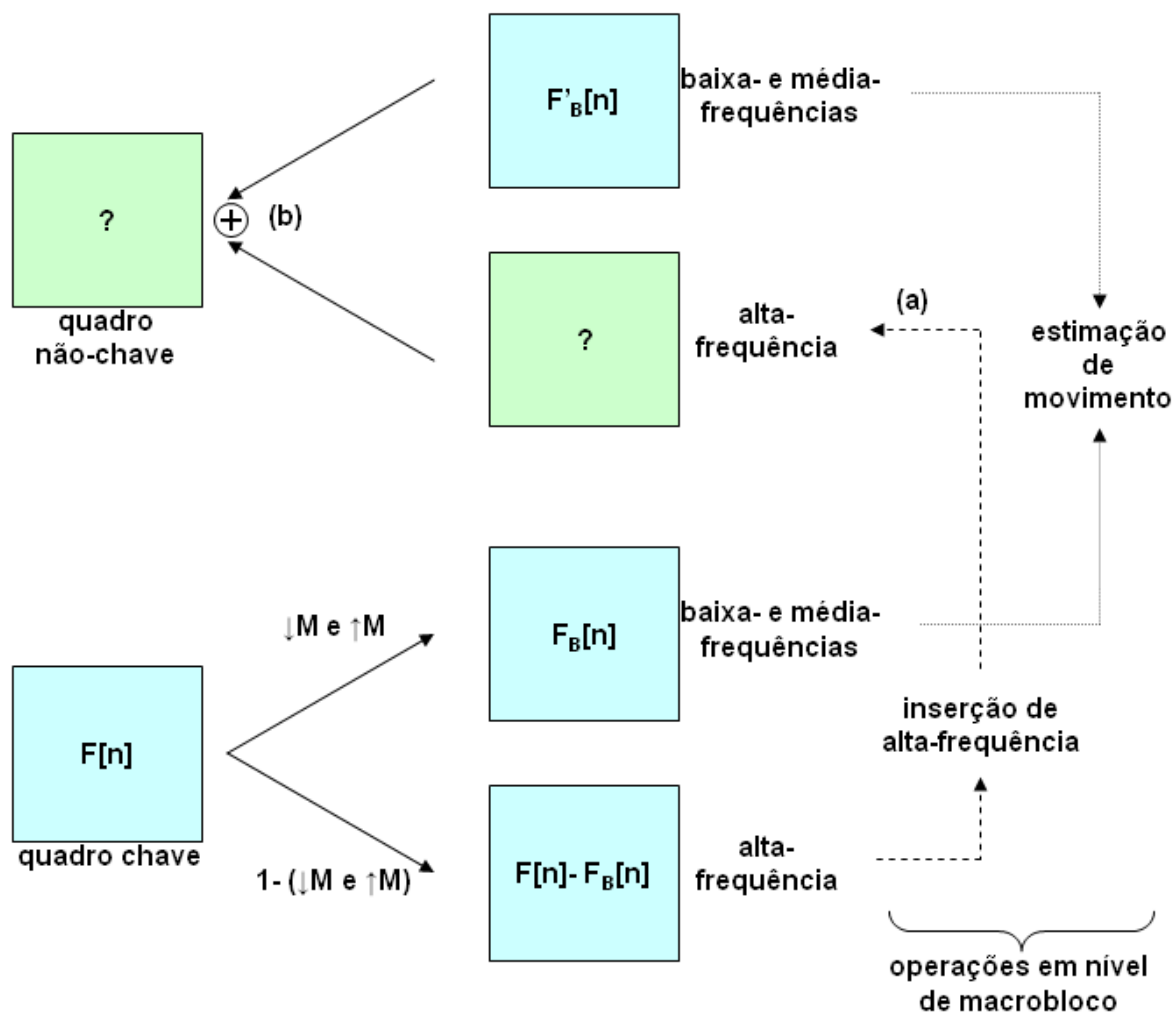 F'B[n]
baixa- e média-
frequências
?
(b)
quadro
não-chave
?
alta-
frequência
(a)
estimação
de
movimento
↓M e ↑M
FB[n]
baixa- e média-
frequências
F[n]
quadro chave
inserção de
alta-frequência
1- (↓M e ↑M)
F[n]- FB[n]
alta-
frequência
operações em nível
de macrobloco